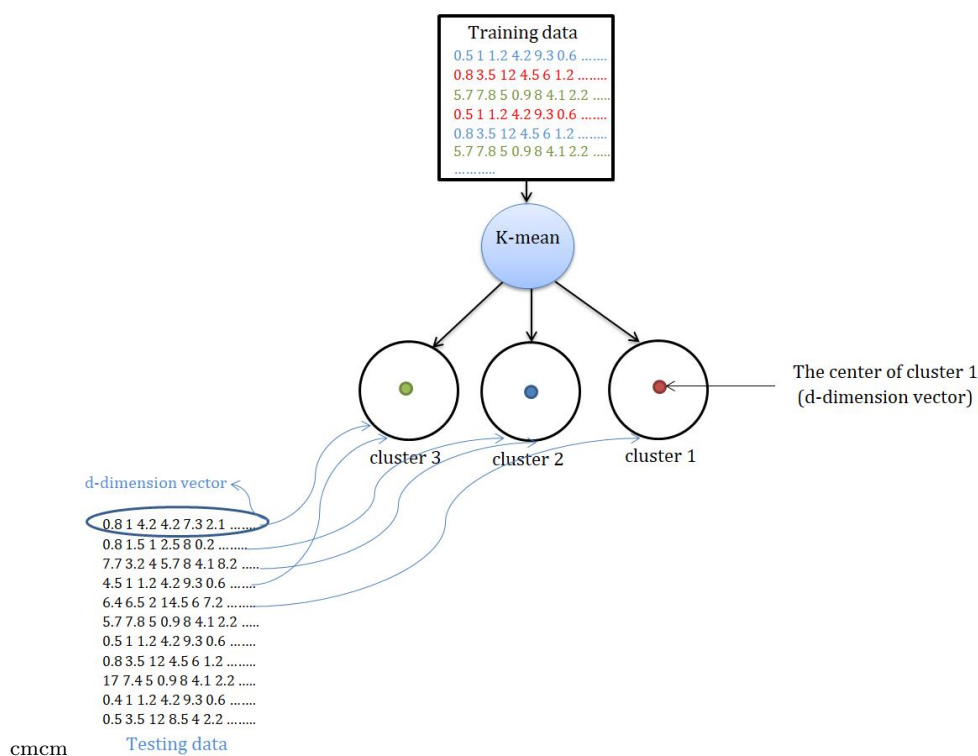 Training data
0.5 1 1.2 4.2 9.3 0.6 ........
0.8 3.5 12 4.5 6 1.2 ........
5.7 7.8 5 0.9 8 4.1 2.2 .....
0.5 1 1.2 4.2 9.3 0.6 ........
0.8 3.5 12 4.5 6 1.2 ........
5.7 7.8 5 0.9 8 4.1 2.2 .....
...........
K-mean
The center of cluster 1
(d-dimension vector)
cluster 3
cluster 2
cluster 1
d-dimension vector
0.8 1 4.2 4.2 7.3 2.1 ........
0.8 1.5 1 2.5 8 0.2 ........
7.7 3.2 4 5.7 8 4.1 8.2 .....
4.5 1 1.2 4.2 9.3 0.6 .......
6.4 6.5 2 14.5 6 7.2 ........
5.7 7.8 5 0.9 8 4.1 2.2 .....
0.5 1 1.2 4.2 9.3 0.6 .......
0.8 3.5 12 4.5 6 1.2 ........
17 7.4 5 0.9 8 4.1 2.2 .....
0.4 1 1.2 4.2 9.3 0.6 .......
0.5 3.5 12 8.5 4 2.2 ........
Testing data
cmcm